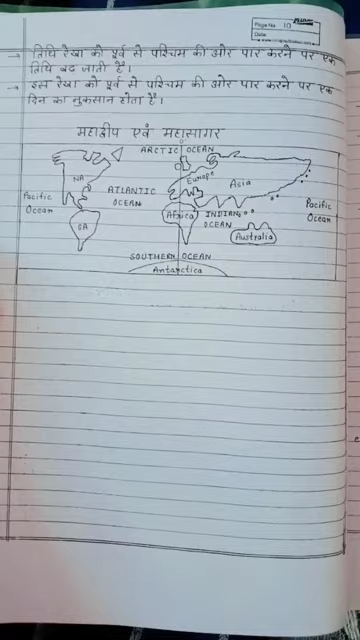 Page No. 10
Date:
→ तिथि रेखा को पूर्व से पश्चिम की ओर पार करने पर एक
तिथि बढ जाती है।
→ इस रेखा को पूर्व से पश्चिम की ओर पार करने पर एक
दिन का नुकसान होता है।
महाद्वीप एवं महासागर
ARCTIC OCEAN
NA
Europe
Asia
Pacific
Ocean
ATLANTIC
OCEAN
Pacific
Ocean
SA
Africa
INDIAN
OCEAN
Australia
SOUTHERN OCEAN
Antarctica